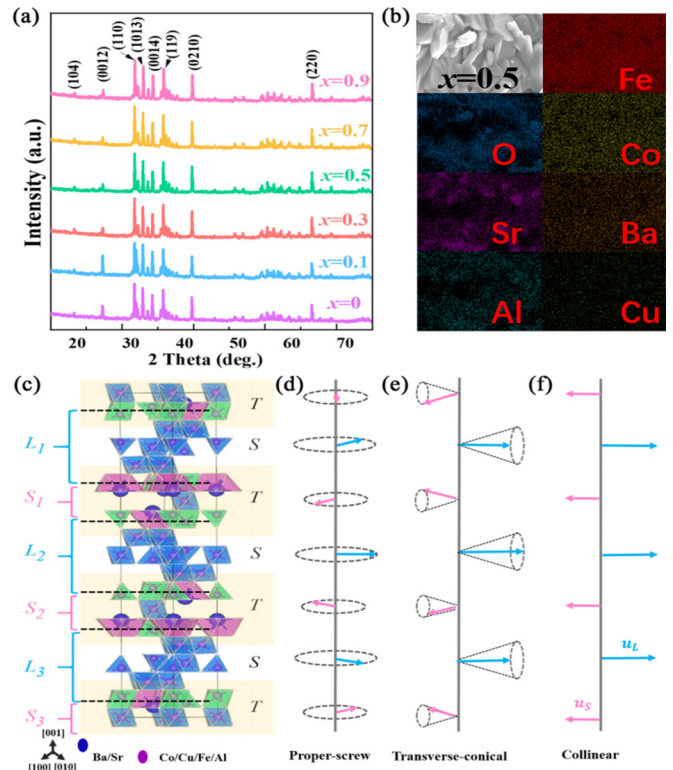 (a)
(104)
(0012)
(110)
(1013)
(0014)
(119)
(0210)
(220)
x=0.9
x=0.7
x=0.5
x=0.3
x=0.1
x=0
Intensity (a.u.)
20 30 40 50 60 70
2 Theta (deg.)
(b)
x=0.5
Fe
O
Co
Sr
Ba
Al
Cu
(c)
L1
S1
L2
S2
L3
S3
T
S
T
S
T
S
T
[001]
[100] [010]
Ba/Sr
Co/Cu/Fe/Al
(d)
Proper-screw
(e)
Transverse-conical
(f)
uL
uS
Collinear